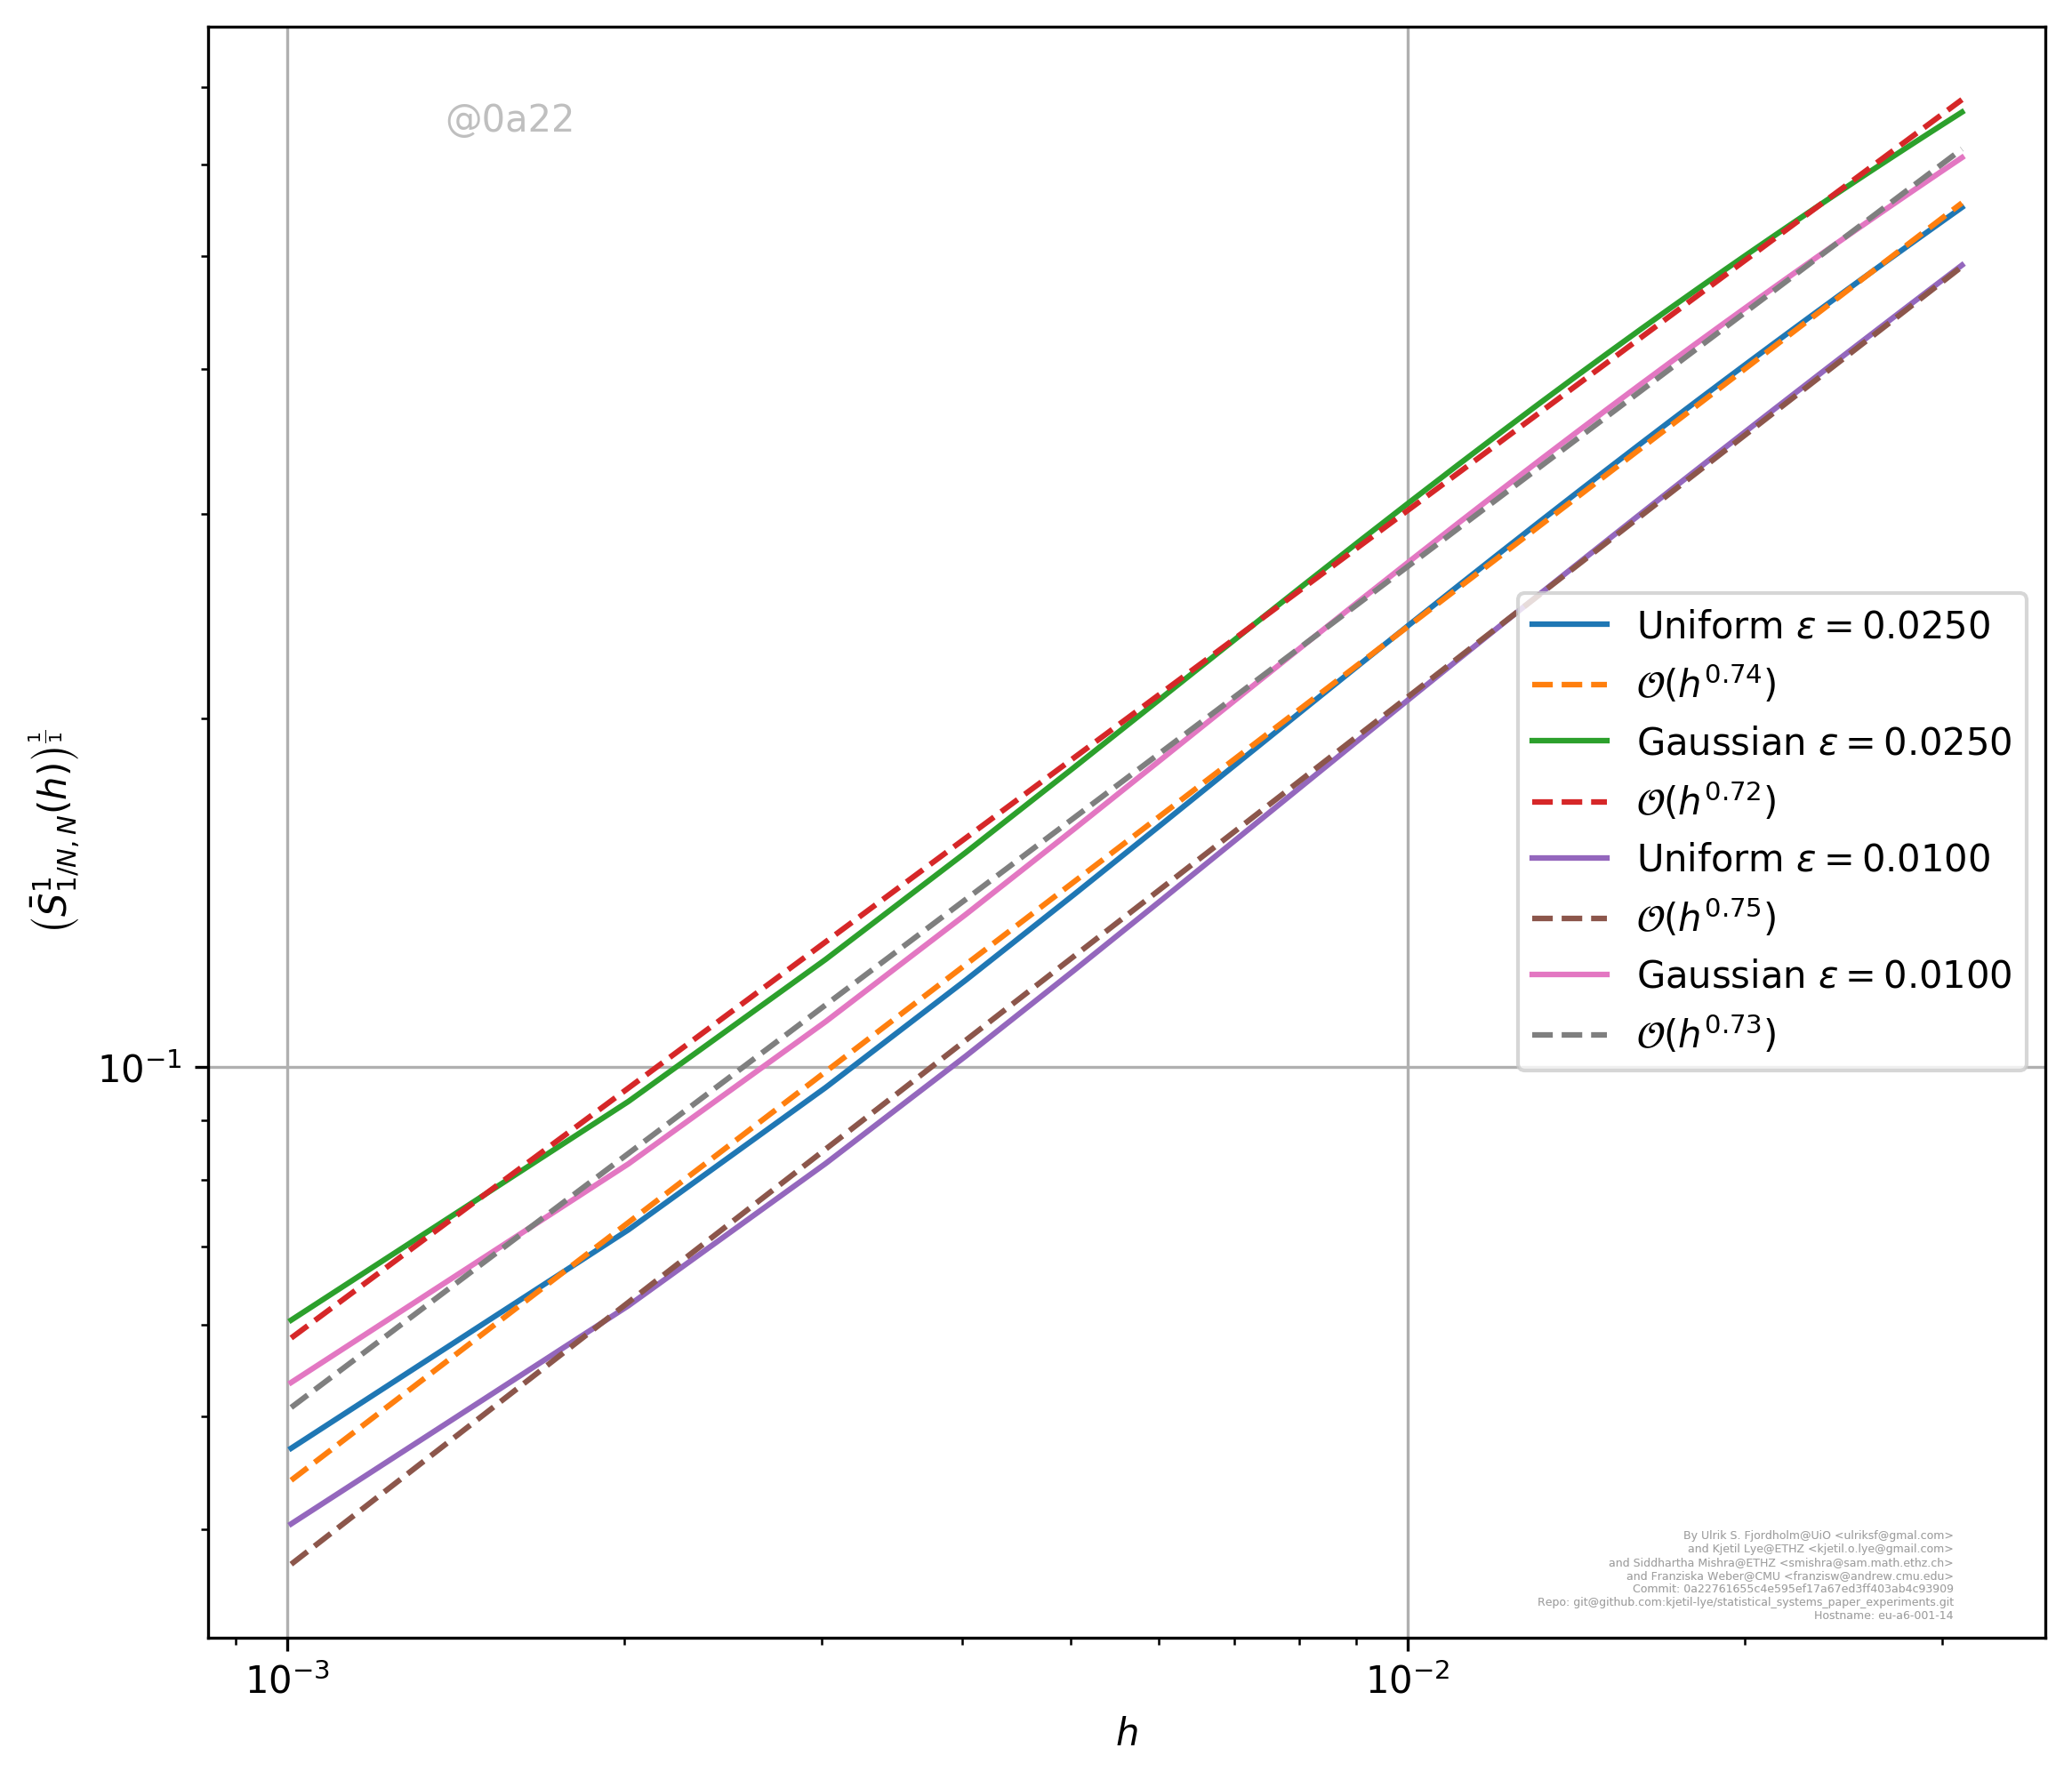 @0a22
(S̄¹₁/N, N(h))^{1/1}
10⁻¹
Uniform ε = 0.0250
𝒪(h^0.74)
Gaussian ε = 0.0250
𝒪(h^0.72)
Uniform ε = 0.0100
𝒪(h^0.75)
Gaussian ε = 0.0100
𝒪(h^0.73)
By Ulrik S. Fjordholm@UiO <ulriksf@gmal.com>
and Kjetil Lye@ETHZ <kjetil.o.lye@gmail.com>
and Siddhartha Mishra@ETHZ <smishra@sam.math.ethz.ch>
and Franziska Weber@CMU <franzisw@andrew.cmu.edu>
Commit: 0a22761655c4e595ef17a67ed3ff403ab4c93909
Repo: git@github.com:kjetil-lye/statistical_systems_paper_experiments.git
Hostname: eu-a6-001-14
10⁻³
10⁻²
h